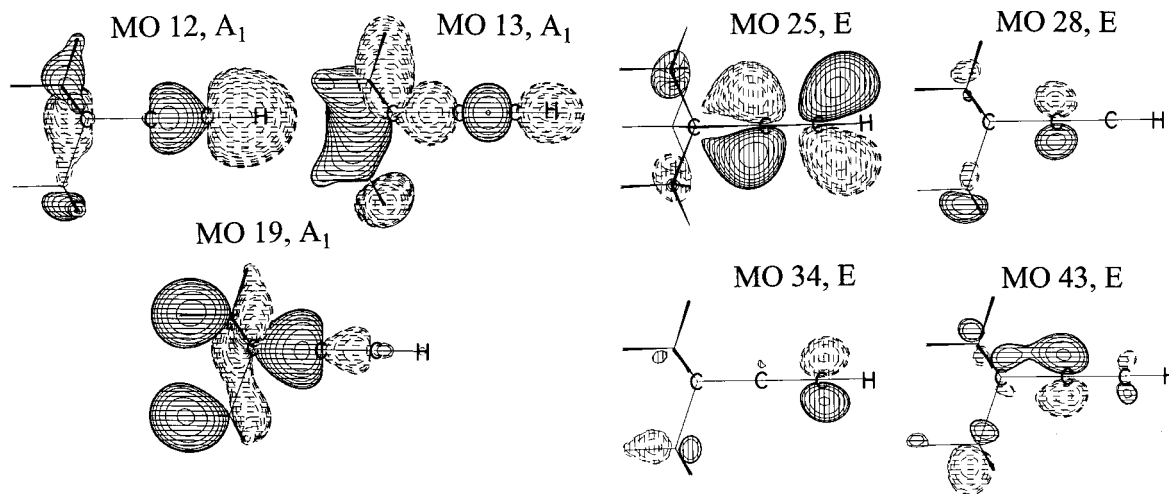 MO 12, A₁
MO 13, A₁
MO 25, E
MO 28, E
C C C H
C C C H
C C C H
C C C H
MO 19, A₁
MO 34, E
MO 43, E
C C C H
C C C H
C C C H